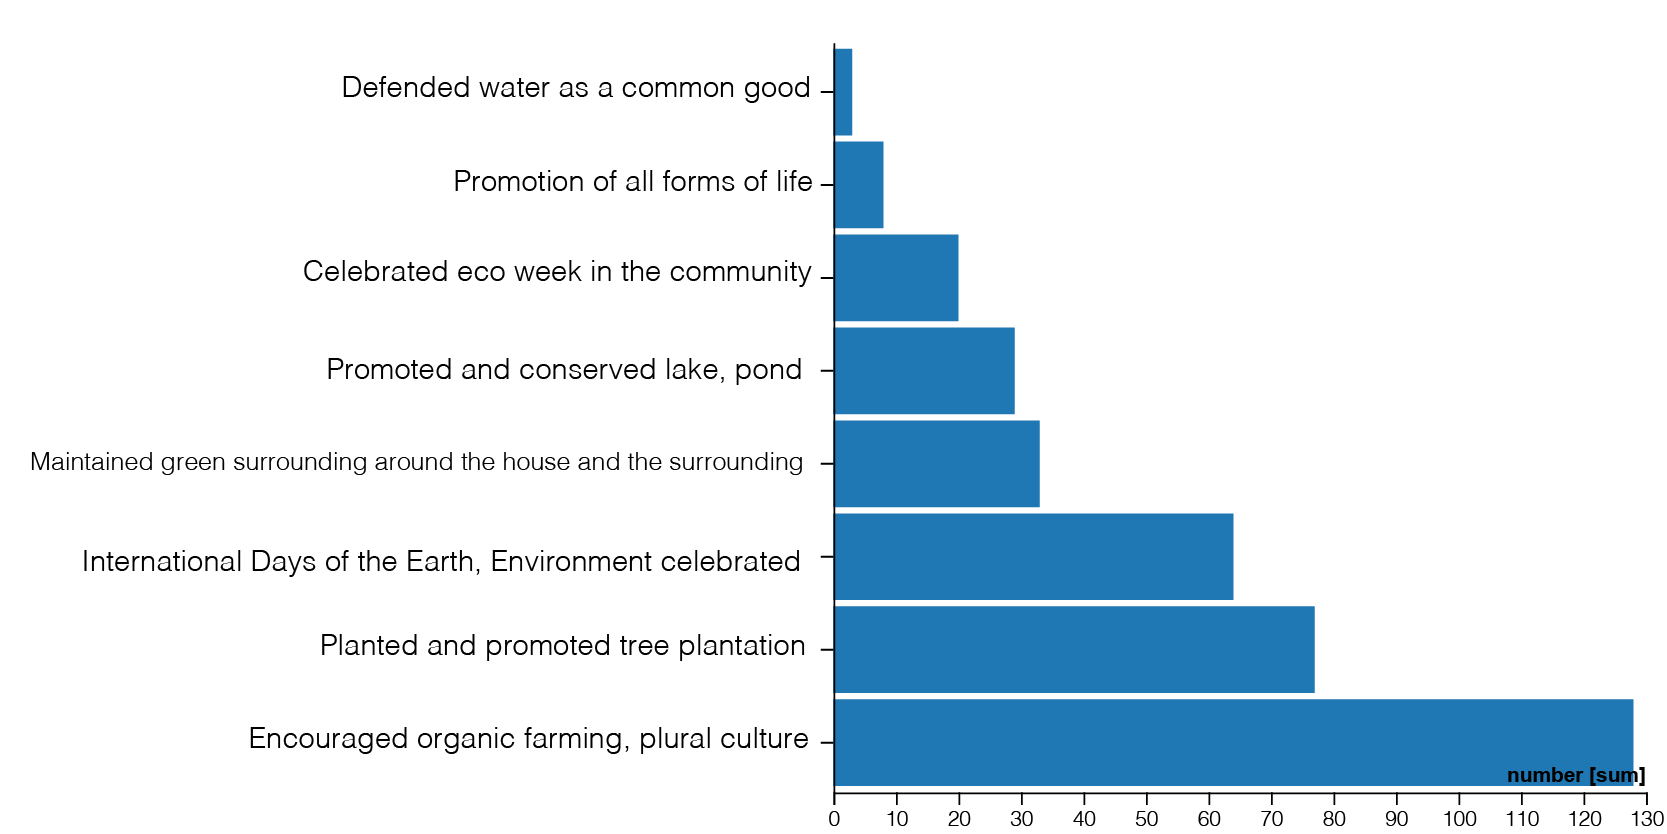 Defended water as a common good
Promotion of all forms of life
Celebrated eco week in the community
Promoted and conserved lake, pond
Maintained green surrounding around the house and the surrounding
International Days of the Earth, Environment celebrated
Planted and promoted tree plantation
Encouraged organic farming, plural culture
number [sum]
0 10 20 30 40 50 60 70 80 90 100 110 120 130